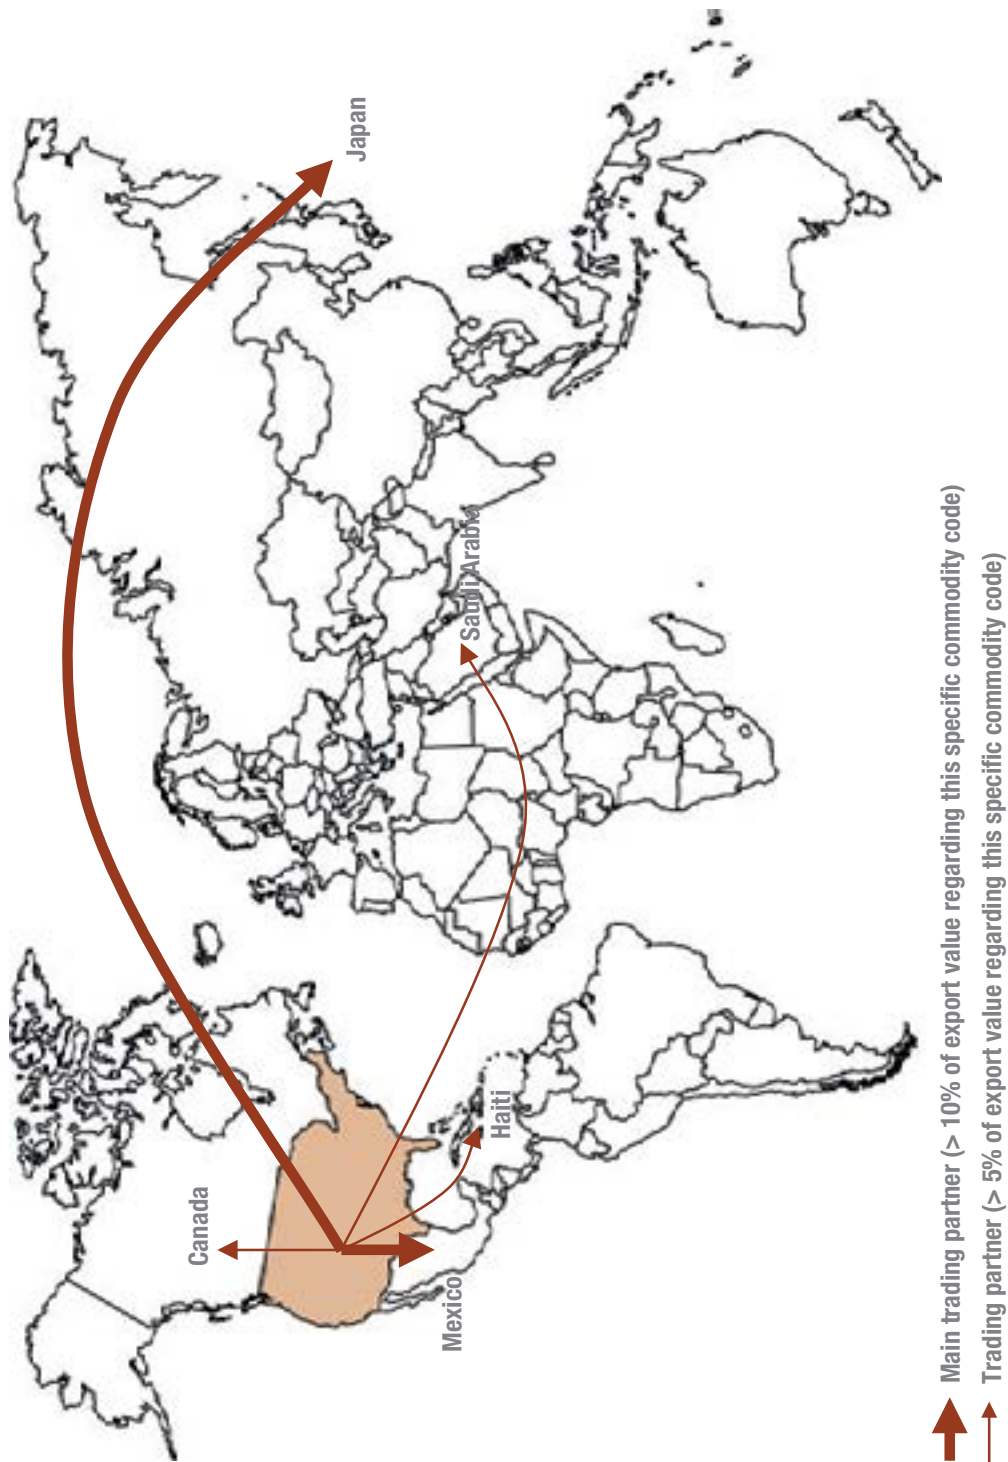 Canada
Mexico
Haiti
Saudi Arabia
Japan
Main trading partner (> 10% of export value regarding this specific commodity code)
Trading partner (> 5% of export value regarding this specific commodity code)